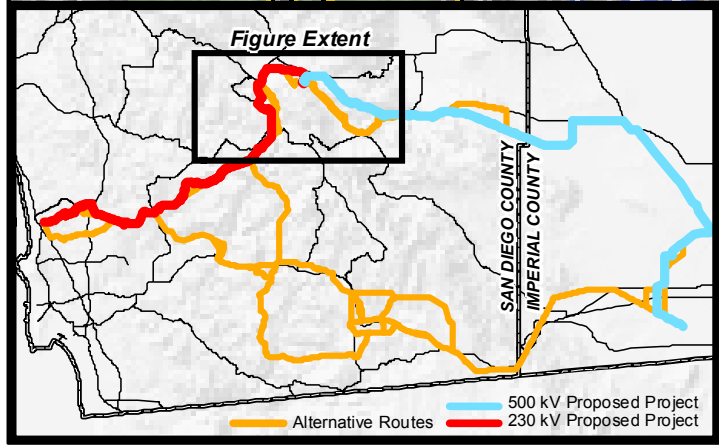 Figure Extent
SAN DIEGO COUNTY
IMPERIAL COUNTY
Alternative Routes
500 kV Proposed Project
230 kV Proposed Project